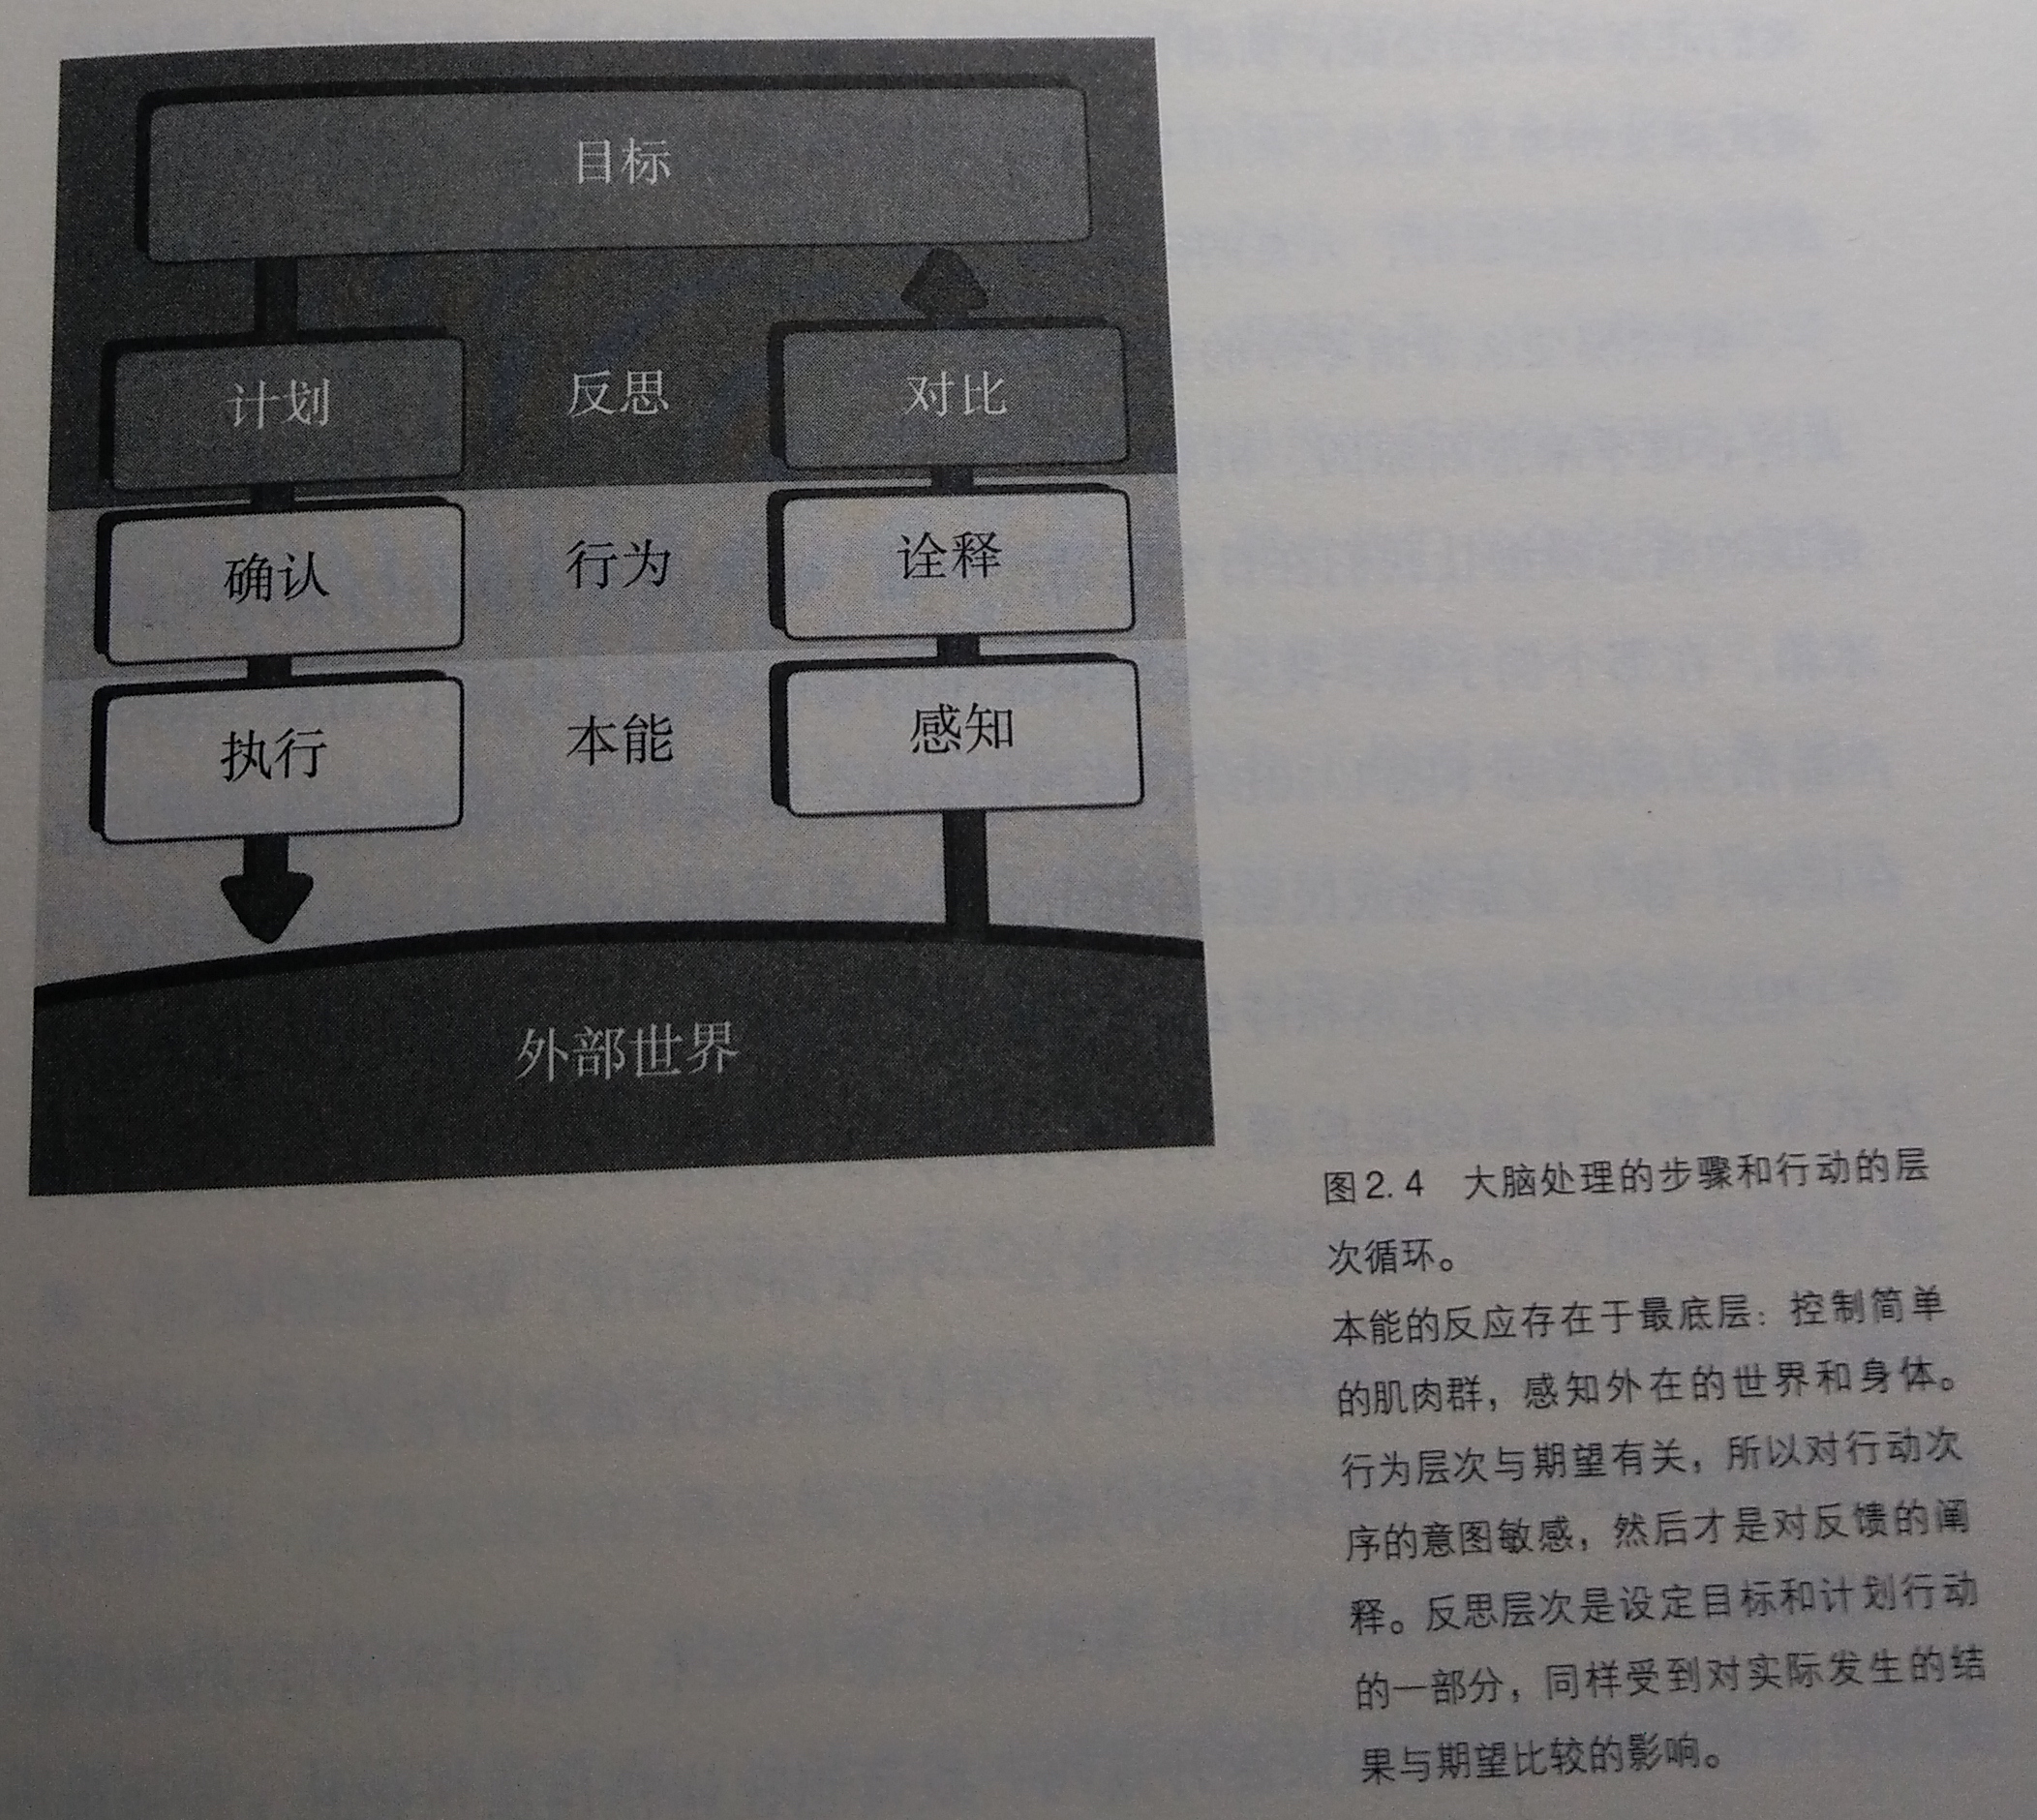 目标
计划 反思 对比
确认 行为 诠释
执行 本能 感知
外部世界
图2.4 大脑处理的步骤和行动的层
次循环。
本能的反应存在于最底层：控制简单
的肌肉群，感知外在的世界和身体。
行为层次与期望有关，所以对行动次
序的意图敏感，然后才是对反馈的阐
释。反思层次是设定目标和计划行动
的一部分，同样受到对实际发生的结
果与期望比较的影响。